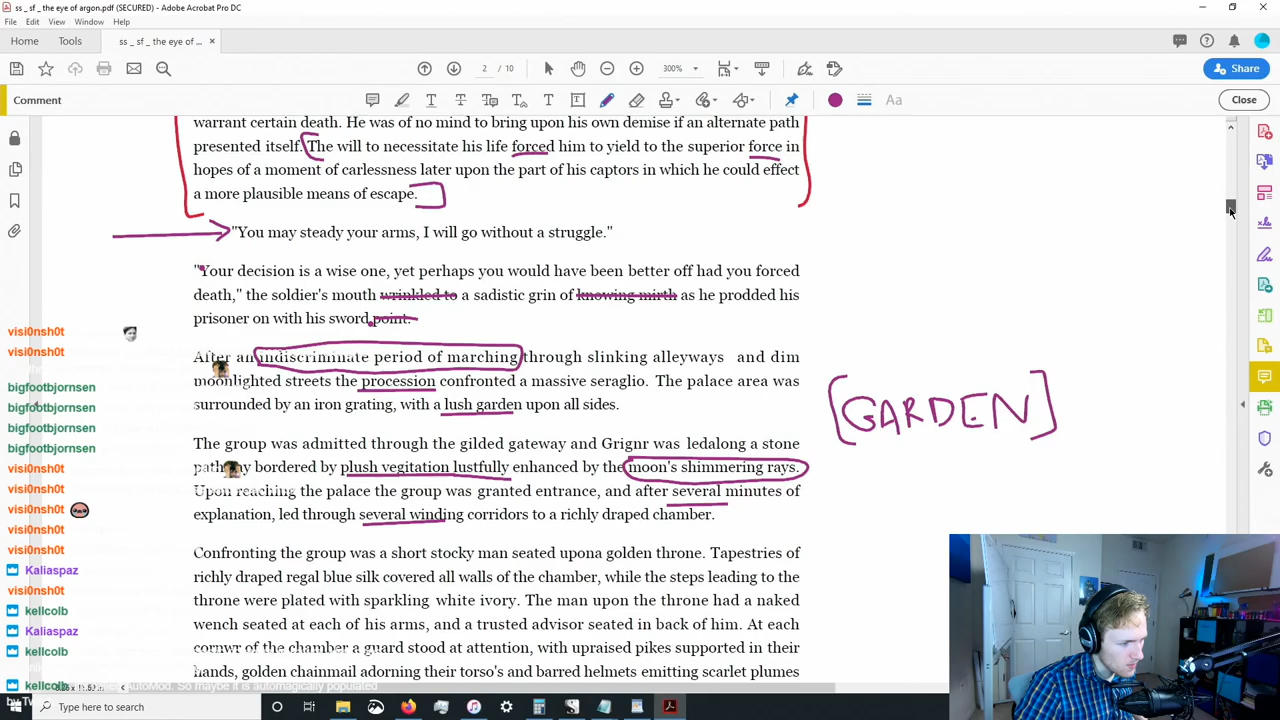 ss _ sf _ the eye of argon.pdf (SECURED) - Adobe Acrobat Pro DC
File Edit View Window Help
Home Tools ss _ sf _ the eye of ... × Share
2 / 10 300%
Comment Close
warrant certain death. He was of no mind to bring upon his own demise if an alternate path
presented itself. The will to necessitate his life forced him to yield to the superior force in
hopes of a moment of carlessness later upon the part of his captors in which he could effect
a more plausible means of escape.
"You may steady your arms, I will go without a struggle."
"Your decision is a wise one, yet perhaps you would have been better off had you forced
death," the soldier's mouth wrinkled to a sadistic grin of knowing mirth as he prodded his
prisoner on with his sword point.
After an indiscriminate period of marching through slinking alleyways and dim
moonlighted streets the procession confronted a massive seraglio. The palace area was
surrounded by an iron grating, with a lush garden upon all sides.
[GARDEN]
The group was admitted through the gilded gateway and Grignr was ledalong a stone
pathway bordered by plush vegitation lustfully enhanced by the moon's shimmering rays.
Upon reaching the palace the group was granted entrance, and after several minutes of
explanation, led through several winding corridors to a richly draped chamber.
Confronting the group was a short stocky man seated upona golden throne. Tapestries of
richly draped regal blue silk covered all walls of the chamber, while the steps leading to the
throne were plated with sparkling white ivory. The man upon the throne had a naked
wench seated at each of his arms, and a trusted advisor seated in back of him. At each
cornwr of the chamber a guard stood at attention, with upraised pikes supported in their
hands, golden chainmail adorning their torso's and barred helmets emitting scarlet plumes
visi0nsh0t
visi0nsh0t
bigfootbjornsen
bigfootbjornsen
bigfootbjornsen
bigfootbjornsen
visi0nsh0t
visi0nsh0t
visi0nsh0t
visi0nsh0t
visi0nsh0t
Kaliaspaz
visi0nsh0t
kellcolb
Kaliaspaz
kellcolb
kellcolb AutoMod. So maybe it is automagically populated
by Tw
Type here to search